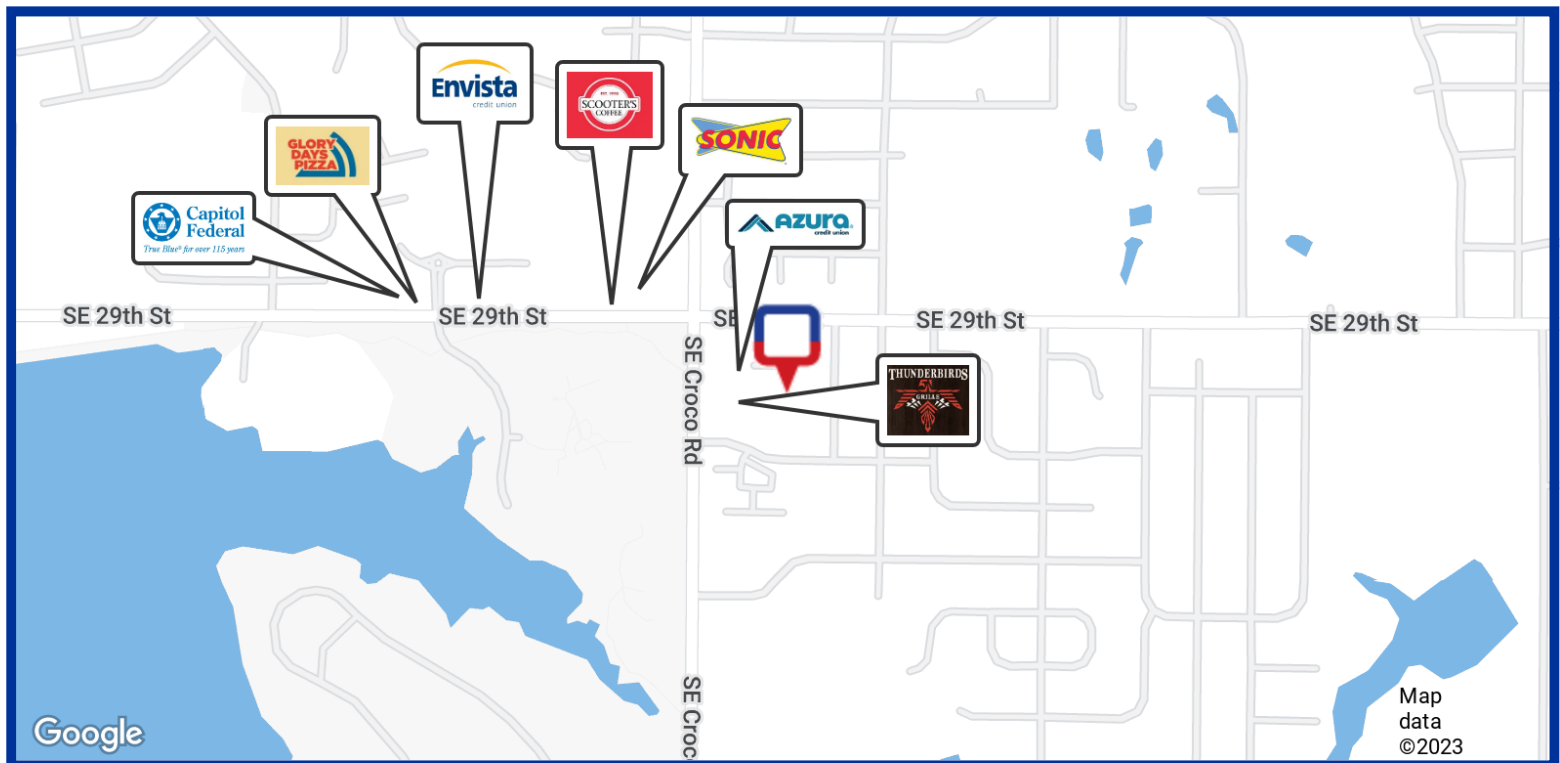 Envista
credit union
SCOOTER'S
COFFEE
SONIC
GLORY
DAYS
PIZZA
Capitol
Federal
True Blue® for over 115 years
AZURA
credit union
SE 29th St
SE 29th St
SE
SE 29th St
SE 29th St
THUNDERBIRDS
GRILLE
SE Croco Rd
SE Croc
Google
Map
data
©2023